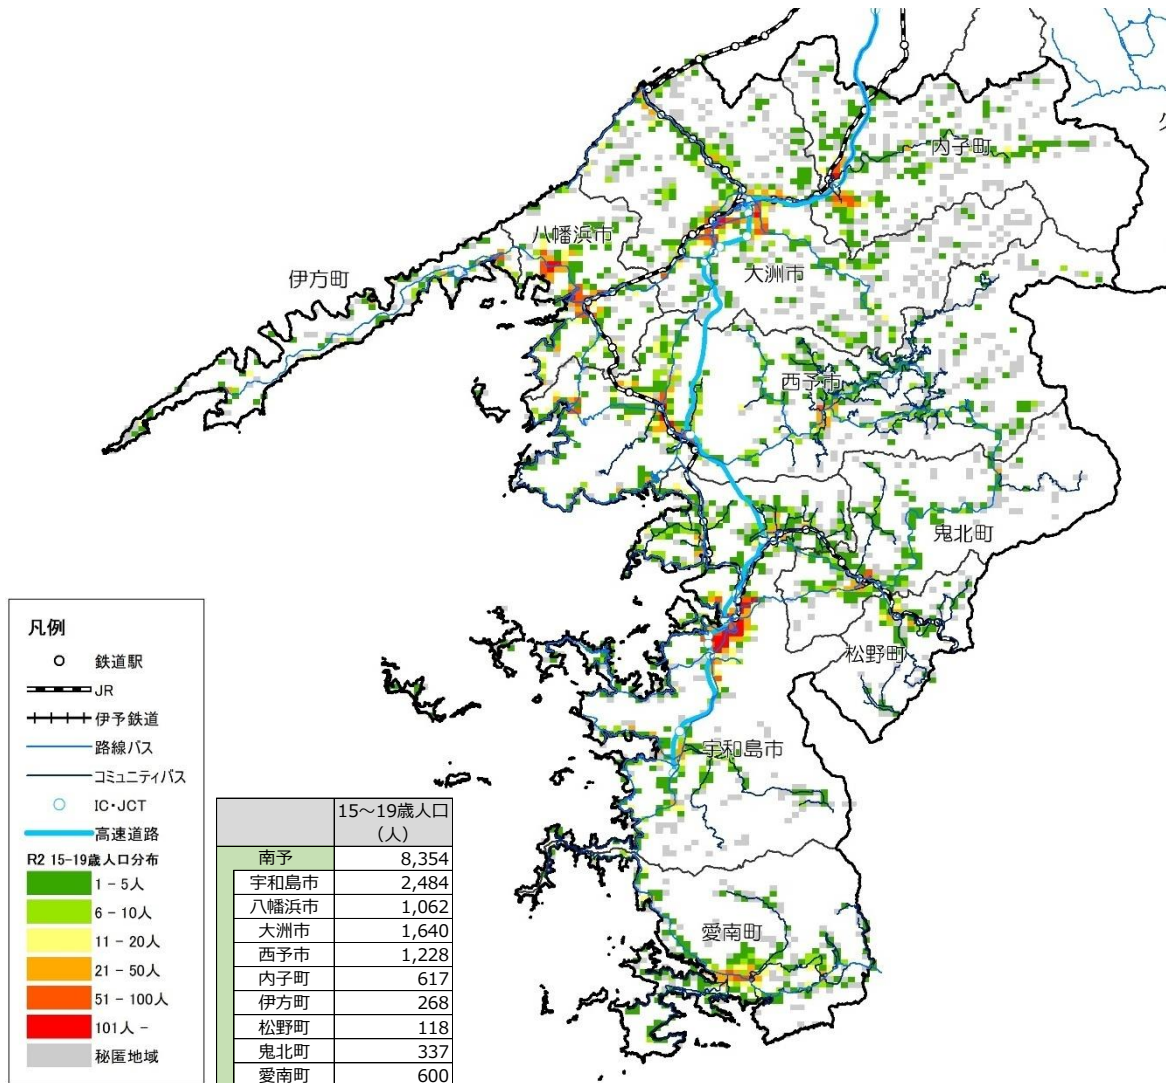 内子町
八幡浜市
伊方町
大洲市
西予市
鬼北町
松野町
宇和島市
愛南町
凡例
鉄道駅
JR
伊予鉄道
路線バス
コミュニティバス
IC・JCT
高速道路
R2 15-19歳人口分布
1 - 5人
6 - 10人
11 - 20人
21 - 50人
51 - 100人
101人 -
秘匿地域
15～19歳人口
（人）
南予 8,354
宇和島市 2,484
八幡浜市 1,062
大洲市 1,640
西予市 1,228
内子町 617
伊方町 268
松野町 118
鬼北町 337
愛南町 600